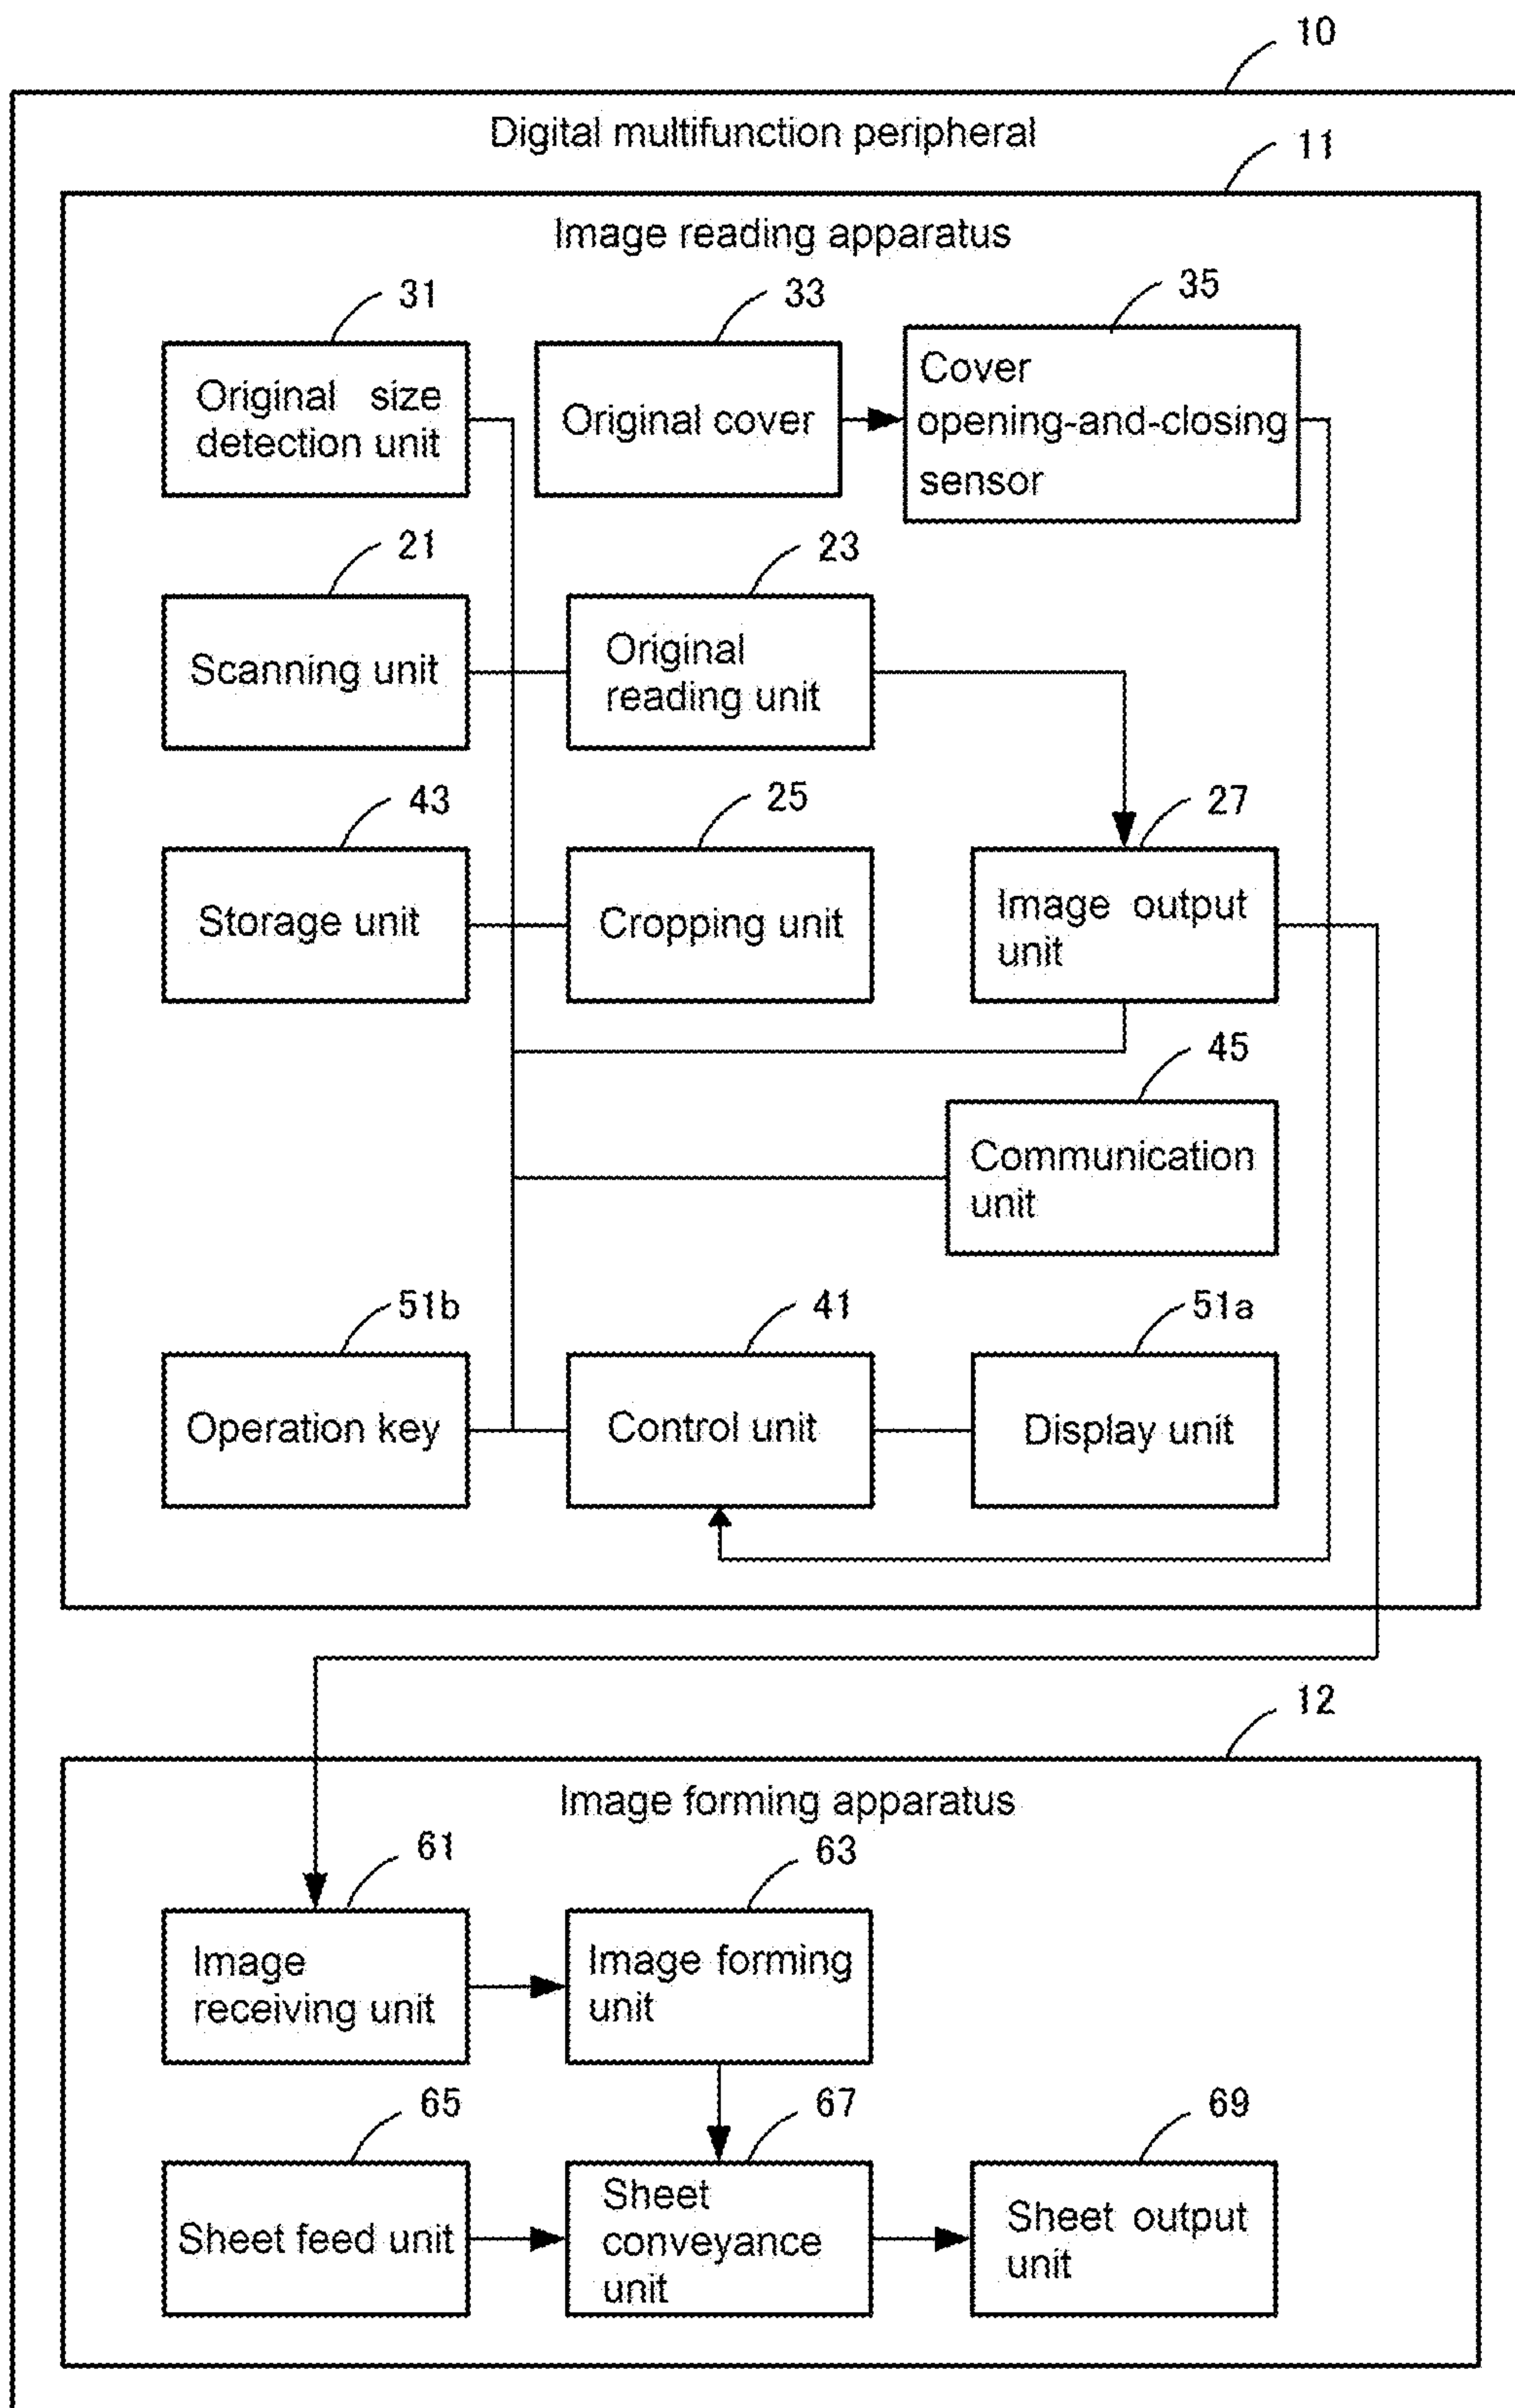 10
Digital multifunction peripheral
11
Image reading apparatus
31
33
35
Original size
detection unit
Original cover
Cover
opening-and-closing
sensor
21
23
Scanning unit
Original
reading unit
43
25
27
Storage unit
Cropping unit
Image output
unit
45
Communication
unit
51b
41
51a
Operation key
Control unit
Display unit
12
Image forming apparatus
61
63
Image
receiving unit
Image forming
unit
65
67
69
Sheet feed unit
Sheet
conveyance
unit
Sheet output
unit